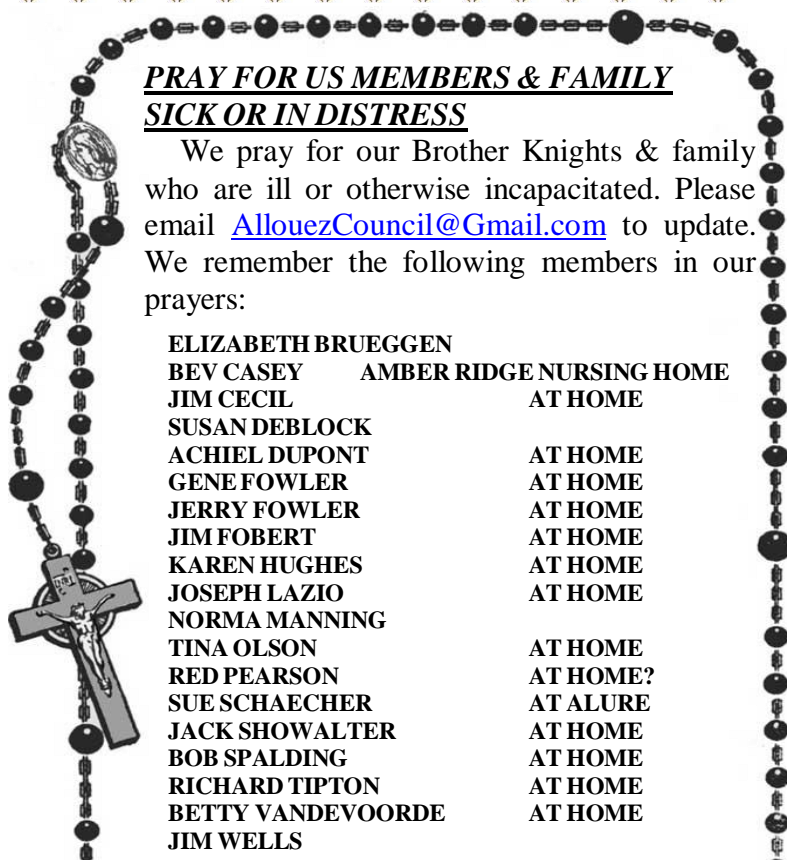 PRAY FOR US MEMBERS & FAMILY
SICK OR IN DISTRESS
We pray for our Brother Knights & family
who are ill or otherwise incapacitated. Please
email AllouezCouncil@Gmail.com to update.
We remember the following members in our
prayers:
ELIZABETH BRUEGGEN
BEV CASEY AMBER RIDGE NURSING HOME
JIM CECIL AT HOME
SUSAN DEBLOCK
ACHIEL DUPONT AT HOME
GENE FOWLER AT HOME
JERRY FOWLER AT HOME
JIM FOBERT AT HOME
KAREN HUGHES AT HOME
JOSEPH LAZIO AT HOME
NORMA MANNING
TINA OLSON AT HOME
RED PEARSON AT HOME?
SUE SCHAECHER AT ALURE
JACK SHOWALTER AT HOME
BOB SPALDING AT HOME
RICHARD TIPTON AT HOME
BETTY VANDEVOORDE AT HOME
JIM WELLS